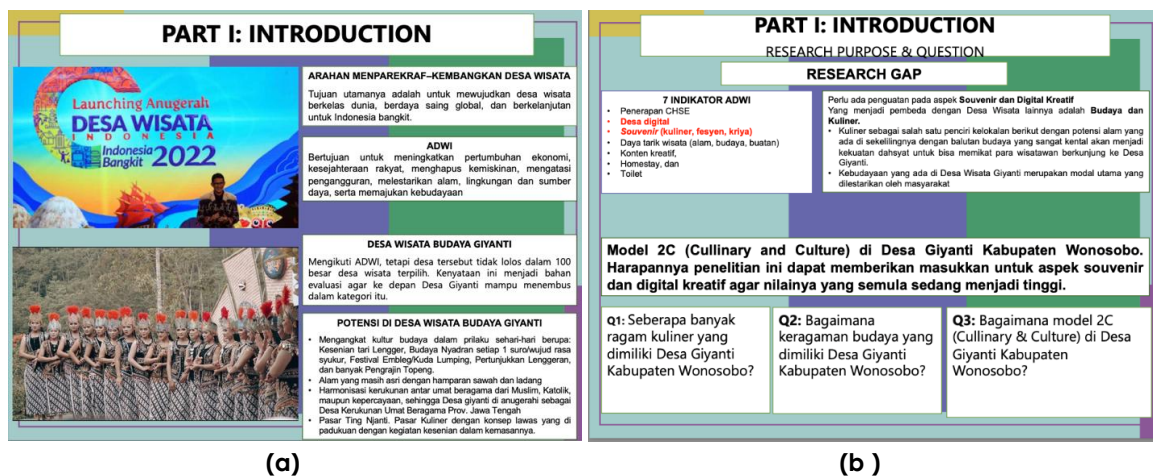 PART I: INTRODUCTION
Launching Anugerah
DESA WISATA
INDONESIA
Indonesia
Bangkit 2022
ARAHAN MENPAREKRAF–KEMBANGKAN DESA WISATA
Tujuan utamanya adalah untuk mewujudkan desa wisata
berkelas dunia, berdaya saing global, dan berkelanjutan
untuk Indonesia bangkit.
ADWI
Bertujuan untuk meningkatkan pertumbuhan ekonomi,
kesejahteraan rakyat, menghapus kemiskinan, mengatasi
pengangguran, melestarikan alam, lingkungan dan sumber
daya, serta memajukan kebudayaan
DESA WISATA BUDAYA GIYANTI
Mengikuti ADWI, tetapi desa tersebut tidak lolos dalam 100
besar desa wisata terpilih. Kenyataan ini menjadi bahan
evaluasi agar ke depan Desa Giyanti mampu menembus
dalam kategori itu.
POTENSI DI DESA WISATA BUDAYA GIYANTI
• Mengangkat kultur budaya dalam prilaku sehari-hari berupa:
Kesenian tari Lengger, Budaya Nyadran setiap 1 suro/wujud rasa
syukur, Festival Embleg/Kuda Lumping, Pertunjukkan Lenggeran,
dan banyak Pengrajin Topeng.
• Alam yang masih asri dengan hamparan sawah dan ladang
• Harmonisasi kerukunan antar umat beragama dari Muslim, Katolik,
maupun kepercayaan, sehingga Desa giyanti di anugerahi sebagai
Desa Kerukunan Umat Beragama Prov. Jawa Tengah
• Pasar Ting Njanti. Pasar Kuliner dengan konsep lawas yang di
padukan dengan kegiatan kesenian dalam kemasannya.
(a)
PART I: INTRODUCTION
RESEARCH PURPOSE & QUESTION
RESEARCH GAP
7 INDIKATOR ADWI
• Penerapan CHSE
• Desa digital
• Souvenir (kuliner, fesyen, kriya)
• Daya tarik wisata (alam, budaya, buatan)
• Konten kreatif,
• Homestay, dan
• Toilet
Perlu ada penguatan pada aspek Souvenir dan Digital Kreatif
Yang menjadi pembeda dengan Desa Wisata lainnya adalah Budaya dan
Kuliner.
• Kuliner sebagai salah satu penciri kelokalan berikut dengan potensi alam yang
ada di sekelilingnya dengan balutan budaya yang sangat kental akan menjadi
kekuatan dahsyat untuk bisa memikat para wisatawan berkunjung ke Desa
Giyanti.
• Kebudayaan yang ada di Desa Wisata Giyanti merupakan modal utama yang
dilestarikan oleh masyarakat
Model 2C (Cullinary and Culture) di Desa Giyanti Kabupaten Wonosobo.
Harapannya penelitian ini dapat memberikan masukkan untuk aspek souvenir
dan digital kreatif agar nilainya yang semula sedang menjadi tinggi.
Q1: Seberapa banyak
ragam kuliner yang
dimiliki Desa Giyanti
Kabupaten Wonosobo?
Q2: Bagaimana
keragaman budaya yang
dimiliki Desa Giyanti
Kabupaten Wonosobo?
Q3: Bagaimana model 2C
(Cullinary & Culture) di Desa
Giyanti Kabupaten
Wonosobo?
(b )